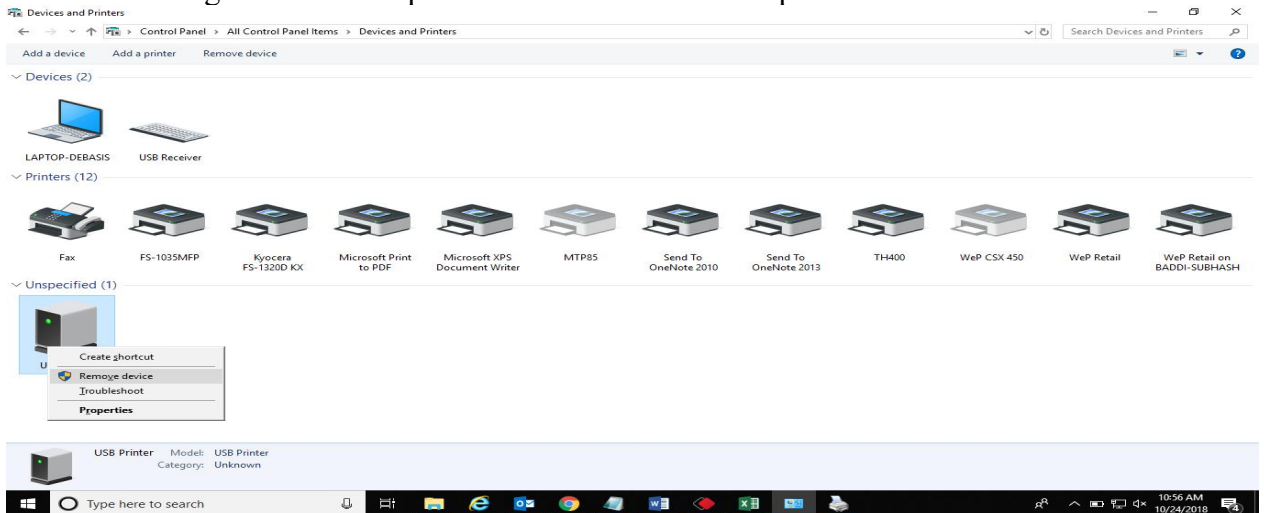 Devices and Printers
Control Panel > All Control Panel Items > Devices and Printers
Search Devices and Printers
Add a device Add a printer Remove device
Devices (2)
LAPTOP-DEBASIS USB Receiver
Printers (12)
Fax FS-1035MFP Kyocera Microsoft Print Microsoft XPS MTP85 Send To Send To TH400 WeP CSX 450 WeP Retail WeP Retail on
FS-1320D KX to PDF Document Writer OneNote 2010 OneNote 2013 BADDI-SUBHASH
Unspecified (1)
U
Create shortcut
Remove device
Troubleshoot
Properties
USB Printer Model: USB Printer
Category: Unknown
Type here to search
10:56 AM
10/24/2018
4